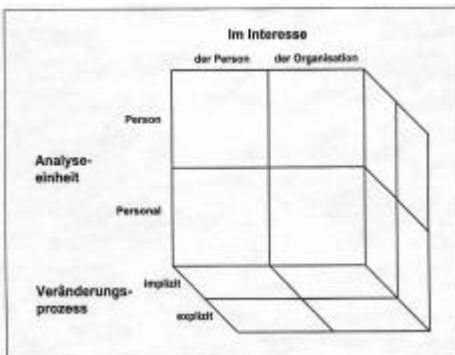 Im Interesse
der Person der Organisation
Person
Analyse-
einheit
Personal
implizit
Veränderungs-
prozess
explizit